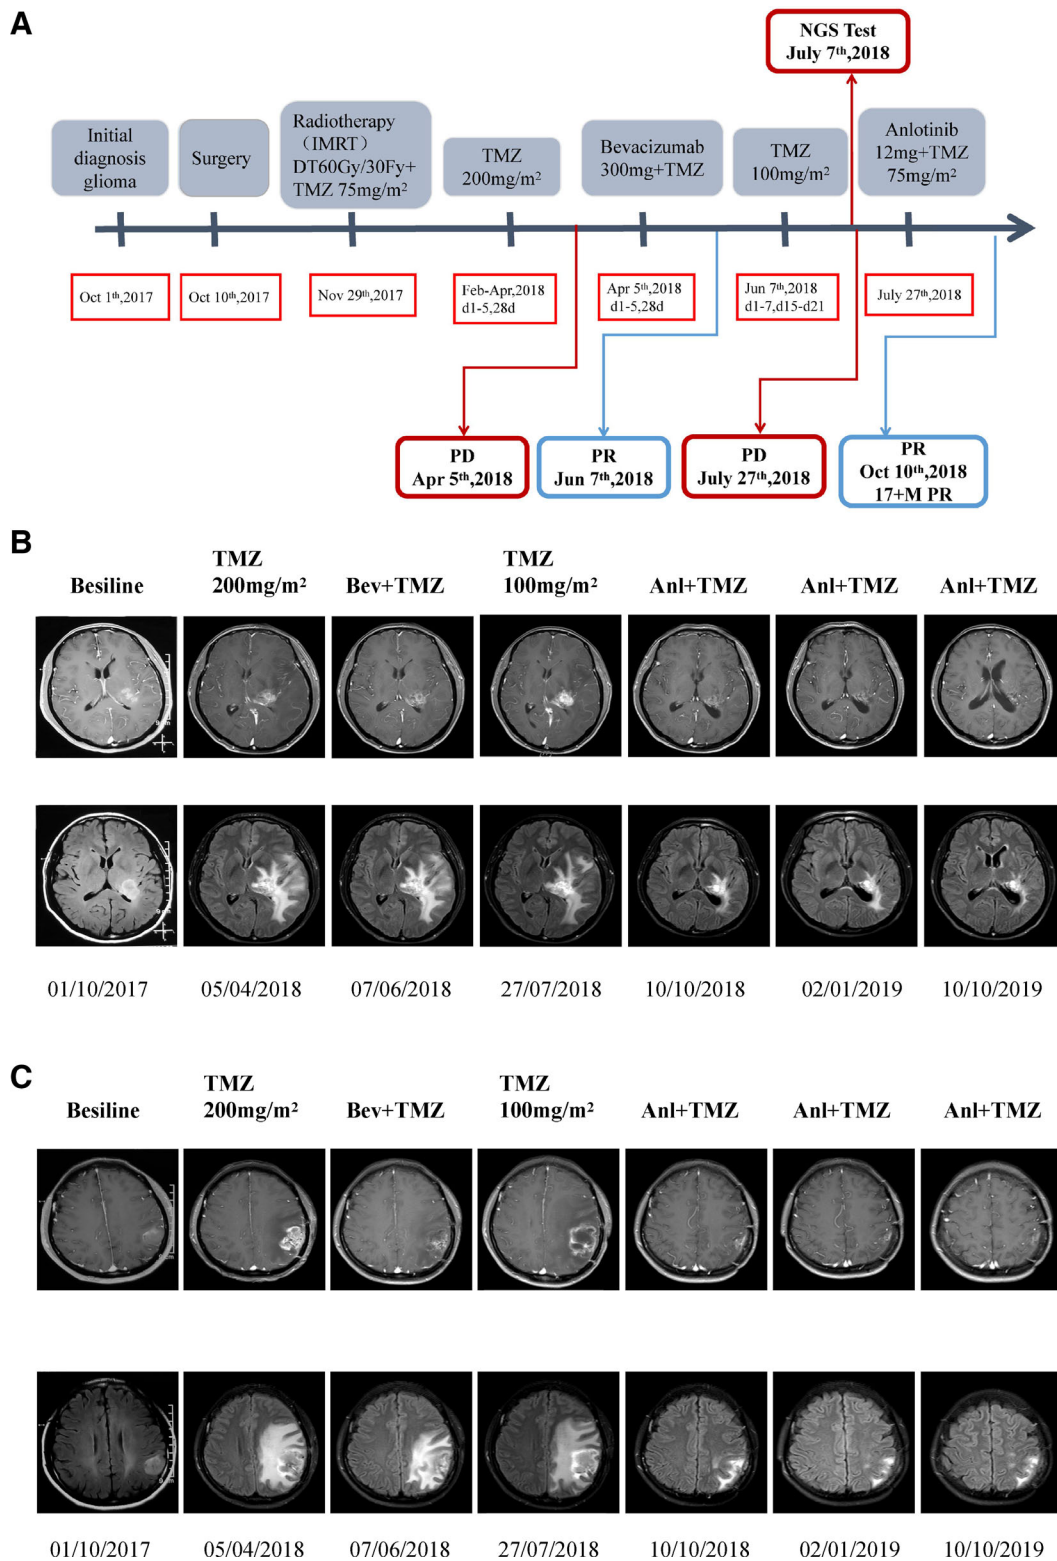 A
NGS Test
July 7th,2018
Initial
diagnosis
glioma
Surgery
Radiotherapy
（IMRT）
DT60Gy/30Fy+
TMZ 75mg/m²
TMZ
200mg/m²
Bevacizumab
300mg+TMZ
TMZ
100mg/m²
Anlotinib
12mg+TMZ
75mg/m²
Oct 1th,2017
Oct 10th,2017
Nov 29th,2017
Feb-Apr,2018
d1-5,28d
Apr 5th,2018
d1-5,28d
Jun 7th,2018
d1-7,d15-d21
July 27th,2018
PD
Apr 5th,2018
PR
Jun 7th,2018
PD
July 27th,2018
PR
Oct 10th,2018
17+M PR
B
Besiline
TMZ
200mg/m²
Bev+TMZ
TMZ
100mg/m²
Anl+TMZ
Anl+TMZ
Anl+TMZ
01/10/2017
05/04/2018
07/06/2018
27/07/2018
10/10/2018
02/01/2019
10/10/2019
C
Besiline
TMZ
200mg/m²
Bev+TMZ
TMZ
100mg/m²
Anl+TMZ
Anl+TMZ
Anl+TMZ
01/10/2017
05/04/2018
07/06/2018
27/07/2018
10/10/2018
02/01/2019
10/10/2019